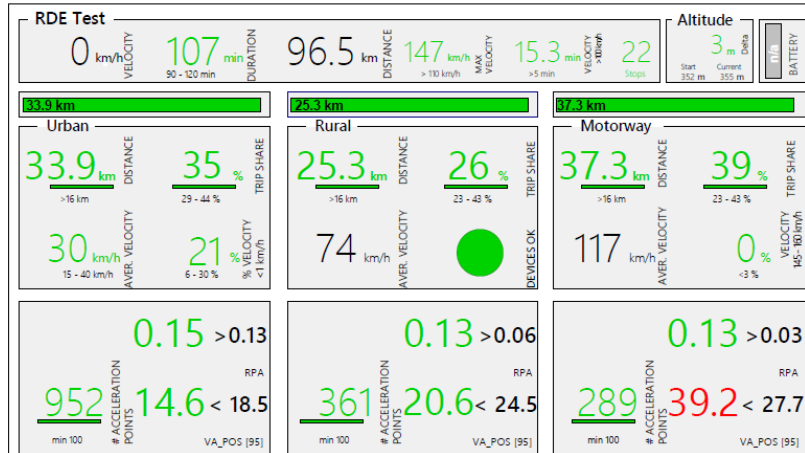 RDE Test
0 km/h VELOCITY
107 min DURATION
90 - 120 min
96.5 km DISTANCE
147 km/h MAX VELOCITY
> 110 km/h
15.3 min VELOCITY >100km/h
>5 min
22
Stops
Altitude
3 m Delta
Start Current
352 m 355 m
n/a BATTERY
33.9 km
25.3 km
37.3 km
Urban
33.9 km DISTANCE
>16 km
35 % TRIP SHARE
29 - 44 %
30 km/h AVER. VELOCITY
15 - 40 km/h
21 % % VELOCITY <1 km/h
6 - 30 %
Rural
25.3 km DISTANCE
>16 km
26 % TRIP SHARE
23 - 43 %
74 km/h AVER. VELOCITY
DEVICES OK
Motorway
37.3 km DISTANCE
>16 km
39 % TRIP SHARE
23 - 43 %
117 km/h AVER. VELOCITY
0 % VELOCITY 145 - 160 km/h
<3 %
0.15 >0.13
RPA
952 # ACCELERATION POINTS
min 100
14.6 < 18.5
VA_POS [95]
0.13 >0.06
RPA
361 # ACCELERATION POINTS
min 100
20.6 < 24.5
VA_POS [95]
0.13 >0.03
RPA
289 # ACCELERATION POINTS
min 100
39.2 < 27.7
VA_POS [95]